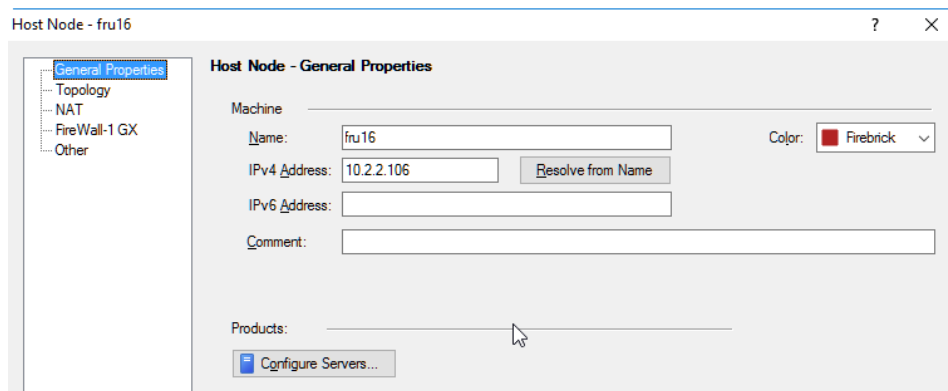 Host Node - fru16
? ×
General Properties
Topology
NAT
FireWall-1 GX
Other
Host Node - General Properties
Machine
Name: fru16 Color: Firebrick
IPv4 Address: 10.2.2.106 Resolve from Name
IPv6 Address:
Comment:
Products:
Configure Servers...